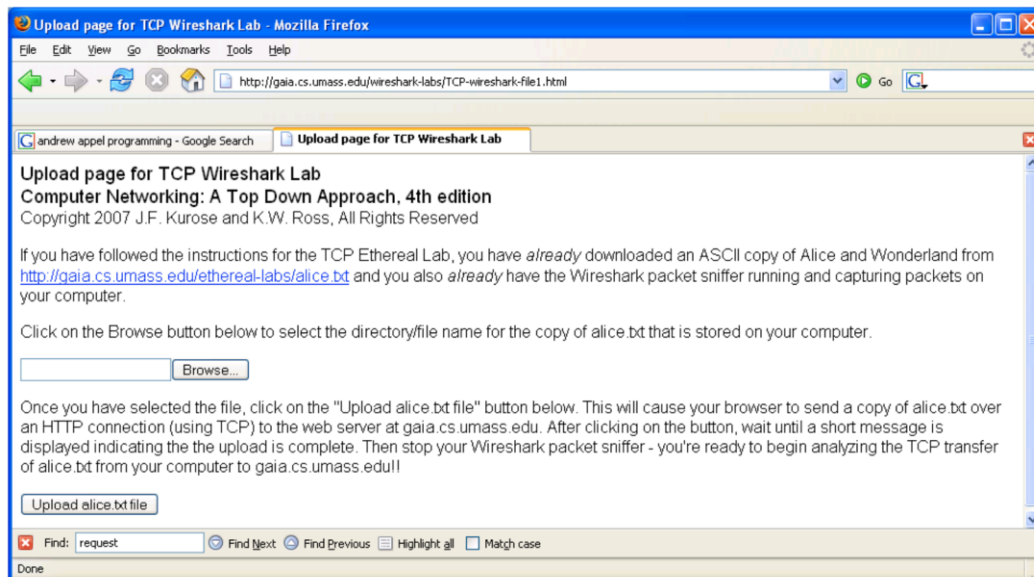 Upload page for TCP Wireshark Lab - Mozilla Firefox
File Edit View Go Bookmarks Tools Help
http://gaia.cs.umass.edu/wireshark-labs/TCP-wireshark-file1.html Go G
G andrew appel programming - Google Search Upload page for TCP Wireshark Lab
Upload page for TCP Wireshark Lab
Computer Networking: A Top Down Approach, 4th edition
Copyright 2007 J.F. Kurose and K.W. Ross, All Rights Reserved
If you have followed the instructions for the TCP Ethereal Lab, you have already downloaded an ASCII copy of Alice and Wonderland from
http://gaia.cs.umass.edu/ethereal-labs/alice.txt and you also already have the Wireshark packet sniffer running and capturing packets on
your computer.
Click on the Browse button below to select the directory/file name for the copy of alice.txt that is stored on your computer.
Browse...
Once you have selected the file, click on the "Upload alice.txt file" button below. This will cause your browser to send a copy of alice.txt over
an HTTP connection (using TCP) to the web server at gaia.cs.umass.edu. After clicking on the button, wait until a short message is
displayed indicating the the upload is complete. Then stop your Wireshark packet sniffer - you're ready to begin analyzing the TCP transfer
of alice.txt from your computer to gaia.cs.umass.edu!!
Upload alice.txt file
Find: request Find Next Find Previous Highlight all Match case
Done